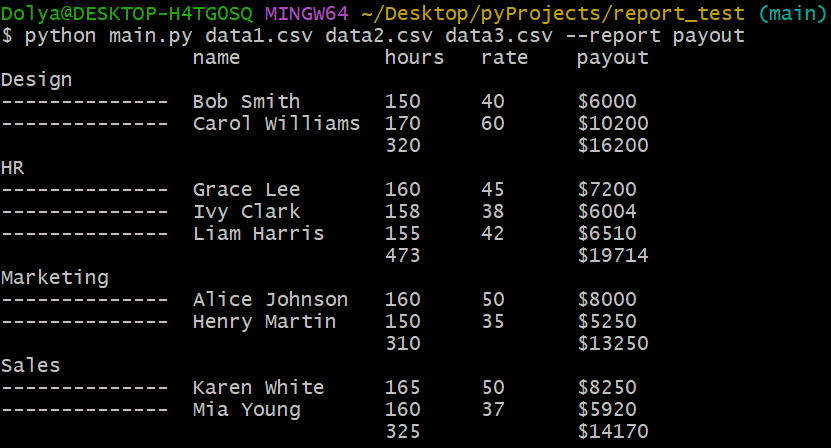 Dolya@DESKTOP-H4TGOSQ MINGW64 ~/Desktop/pyProjects/report_test (main)
$ python main.py data1.csv data2.csv data3.csv --report payout
                name            hours   rate    payout
Design
--------------  Bob Smith       150     40      $6000
--------------  Carol Williams  170     60      $10200
                                320             $16200
HR
--------------  Grace Lee       160     45      $7200
--------------  Ivy Clark       158     38      $6004
--------------  Liam Harris     155     42      $6510
                                473             $19714
Marketing
--------------  Alice Johnson   160     50      $8000
--------------  Henry Martin    150     35      $5250
                                310             $13250
Sales
--------------  Karen White     165     50      $8250
--------------  Mia Young       160     37      $5920
                                325             $14170